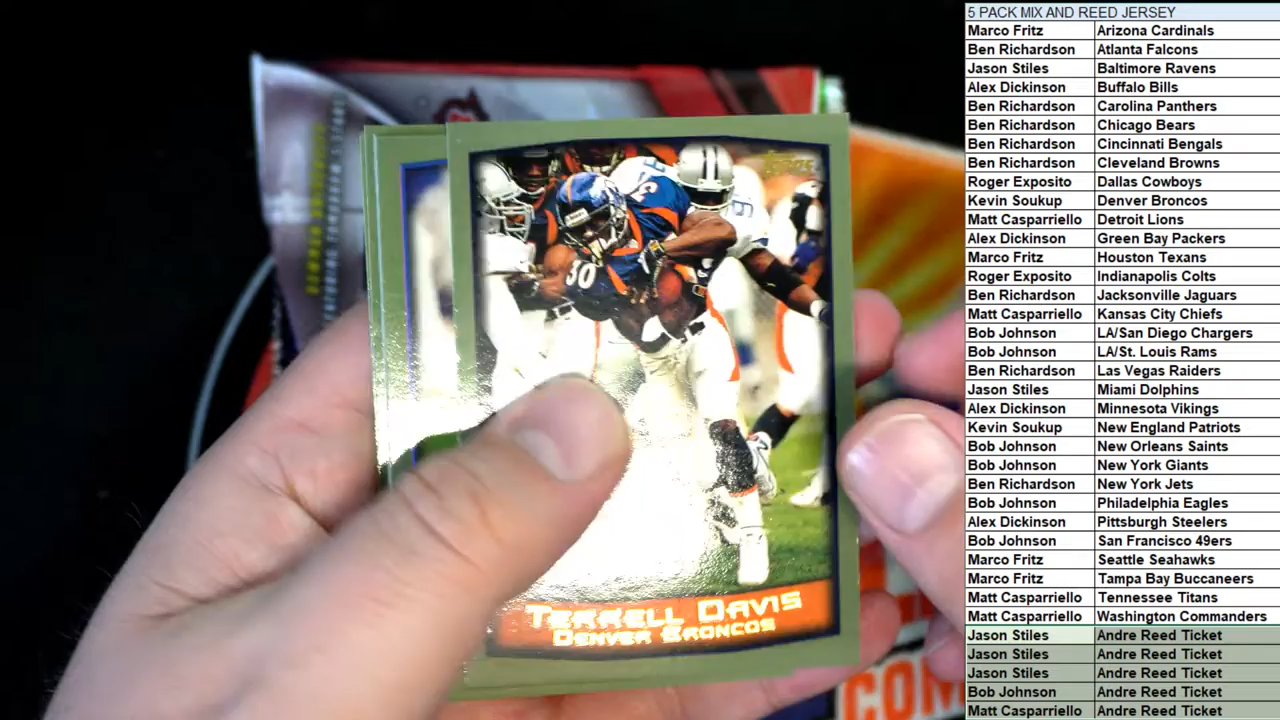 5 PACK MIX AND REED JERSEY
Marco Fritz Arizona Cardinals
Ben Richardson Atlanta Falcons
Jason Stiles Baltimore Ravens
Alex Dickinson Buffalo Bills
Ben Richardson Carolina Panthers
Ben Richardson Chicago Bears
Ben Richardson Cincinnati Bengals
Ben Richardson Cleveland Browns
Roger Exposito Dallas Cowboys
Kevin Soukup Denver Broncos
Matt Casparriello Detroit Lions
Alex Dickinson Green Bay Packers
Marco Fritz Houston Texans
Roger Exposito Indianapolis Colts
Ben Richardson Jacksonville Jaguars
Matt Casparriello Kansas City Chiefs
Bob Johnson LA/San Diego Chargers
Bob Johnson LA/St. Louis Rams
Ben Richardson Las Vegas Raiders
Jason Stiles Miami Dolphins
Alex Dickinson Minnesota Vikings
Kevin Soukup New England Patriots
Bob Johnson New Orleans Saints
Bob Johnson New York Giants
Ben Richardson New York Jets
Bob Johnson Philadelphia Eagles
Alex Dickinson Pittsburgh Steelers
Bob Johnson San Francisco 49ers
Marco Fritz Seattle Seahawks
Marco Fritz Tampa Bay Buccaneers
Matt Casparriello Tennessee Titans
Matt Casparriello Washington Commanders
Jason Stiles Andre Reed Ticket
Jason Stiles Andre Reed Ticket
Jason Stiles Andre Reed Ticket
Bob Johnson Andre Reed Ticket
Matt Casparriello Andre Reed Ticket
Topps
30
TERRELL DAVIS
DENVER BRONCOS